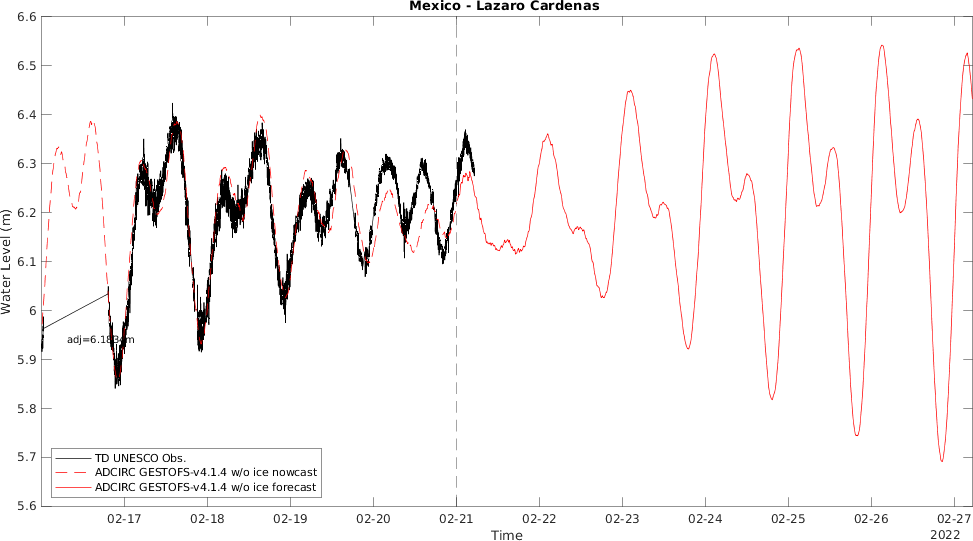 Mexico - Lazaro Cardenas
Water Level (m)
6.6
6.5
6.4
6.3
6.2
6.1
6
5.9
5.8
5.7
5.6
adj=6.1834m
TD UNESCO Obs.
ADCIRC GESTOFS-v4.1.4 w/o ice nowcast
ADCIRC GESTOFS-v4.1.4 w/o ice forecast
02-17 02-18 02-19 02-20 02-21 02-22 02-23 02-24 02-25 02-26 02-27
Time
2022